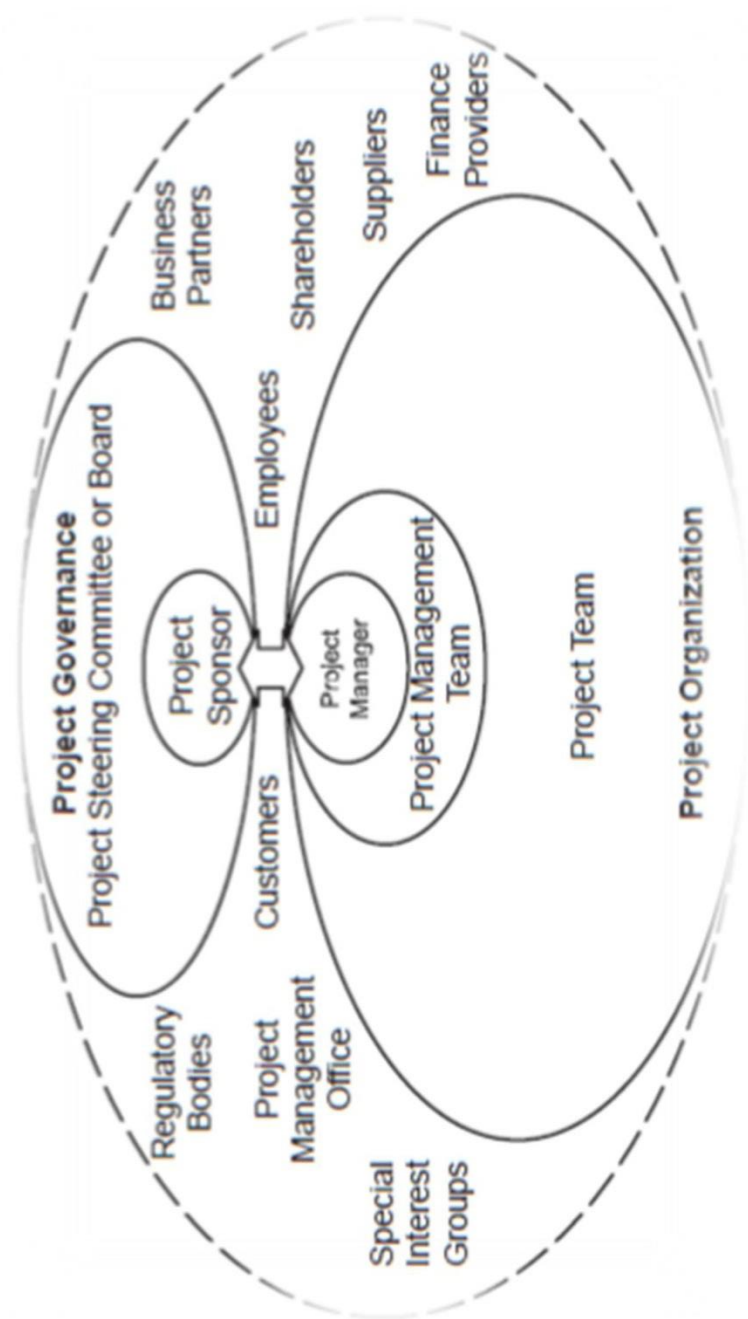 Project Governance
Project Steering Committee or Board
Project
Sponsor
Regulatory
Bodies
Business
Partners
Project
Management
Office
Customers
Employees
Shareholders
Special
Interest
Groups
Suppliers
Finance
Providers
Project
Manager
Project Management
Team
Project Team
Project Organization